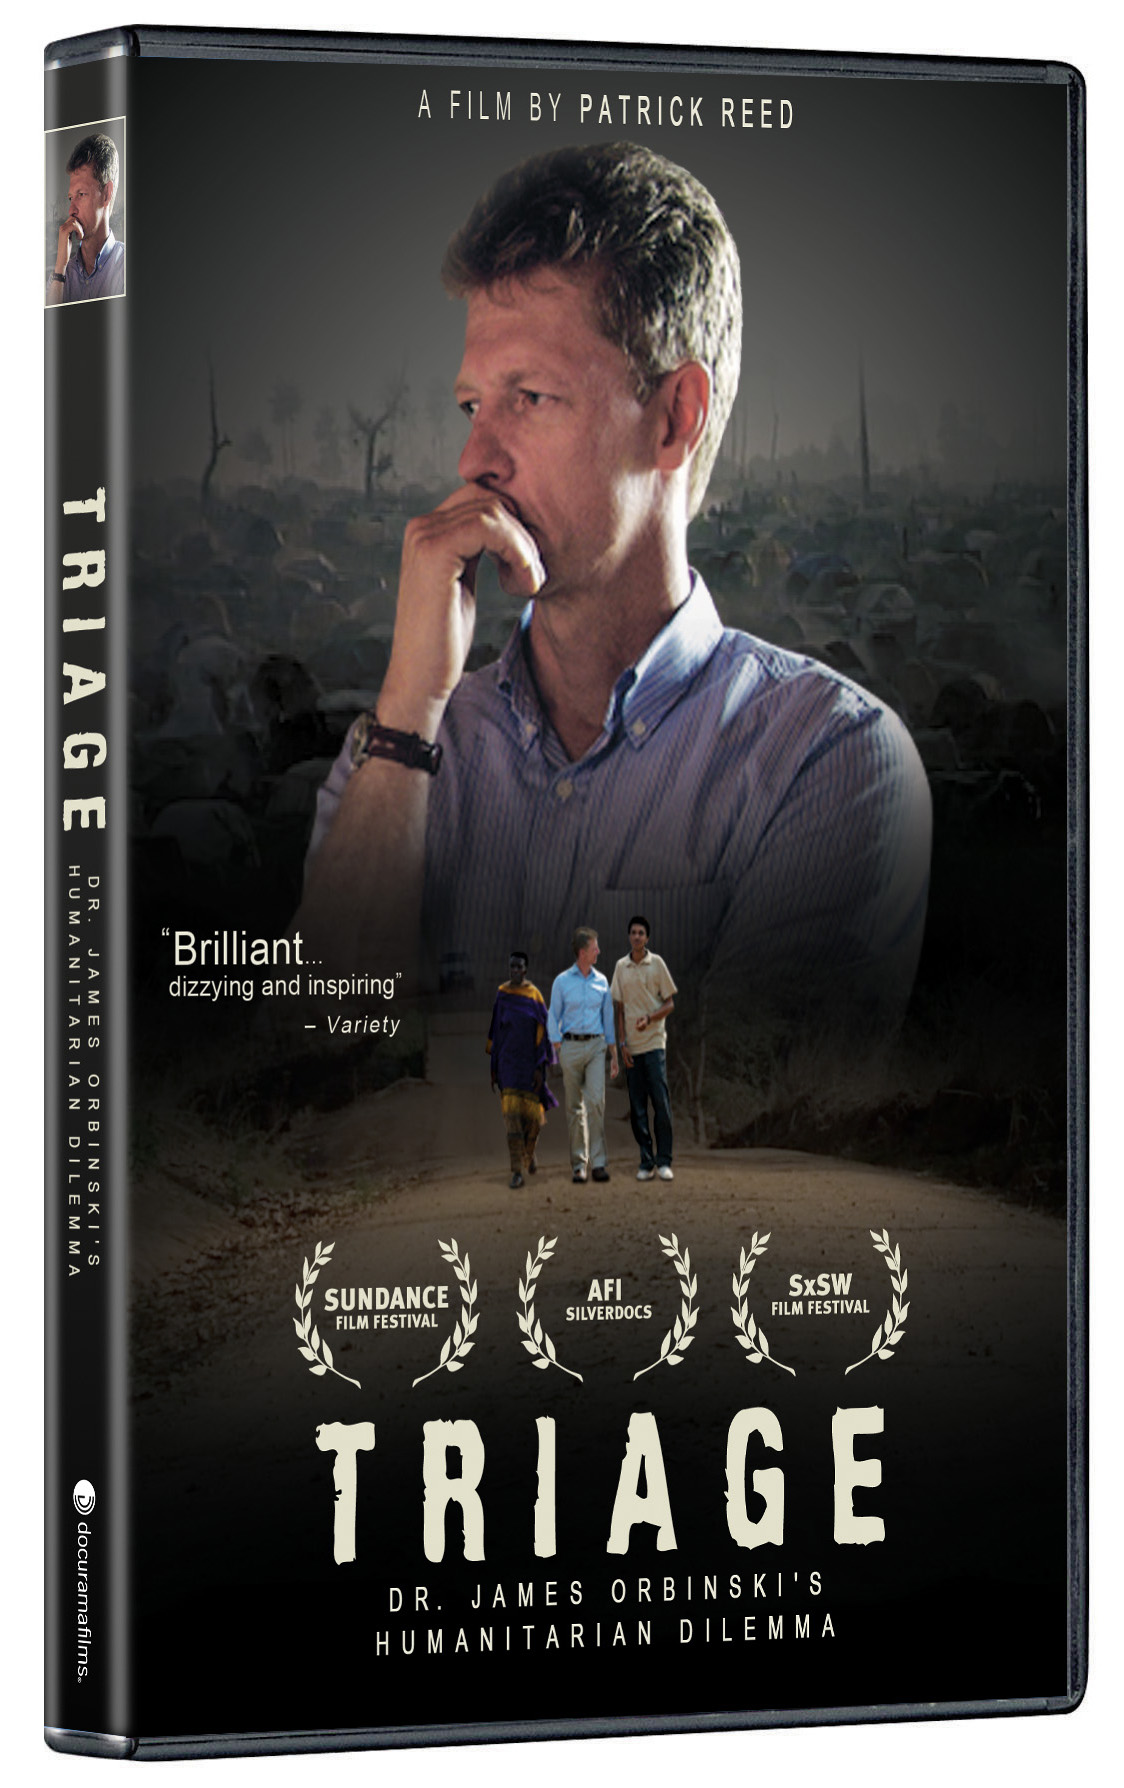 A FILM BY PATRICK REED
TRIAGE
DR. JAMES ORBINSKI'S
HUMANITARIAN DILEMMA
docuramafilms
“Brilliant...
dizzying and inspiring”
– Variety
SUNDANCE
FILM FESTIVAL
AFI
SILVERDOCS
SxSW
FILM FESTIVAL
TRIAGE
DR. JAMES ORBINSKI'S
HUMANITARIAN DILEMMA